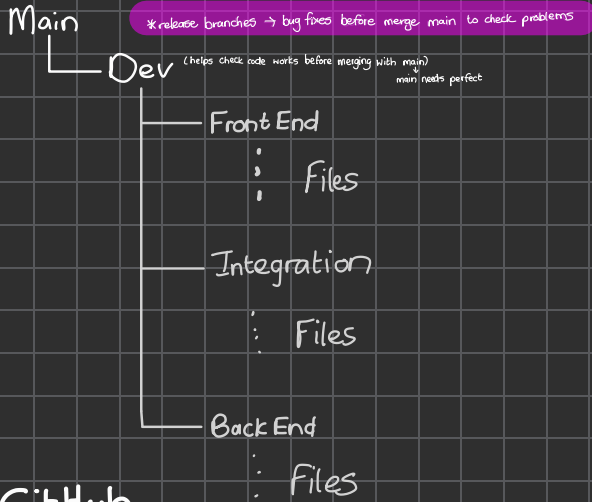 Main
*release branches → bug fixes before merge main to check problems
Dev (helps check code works before merging with main)
↓
main needs perfect
Front End
Files
Integration
Files
Back End
Files
GitHub